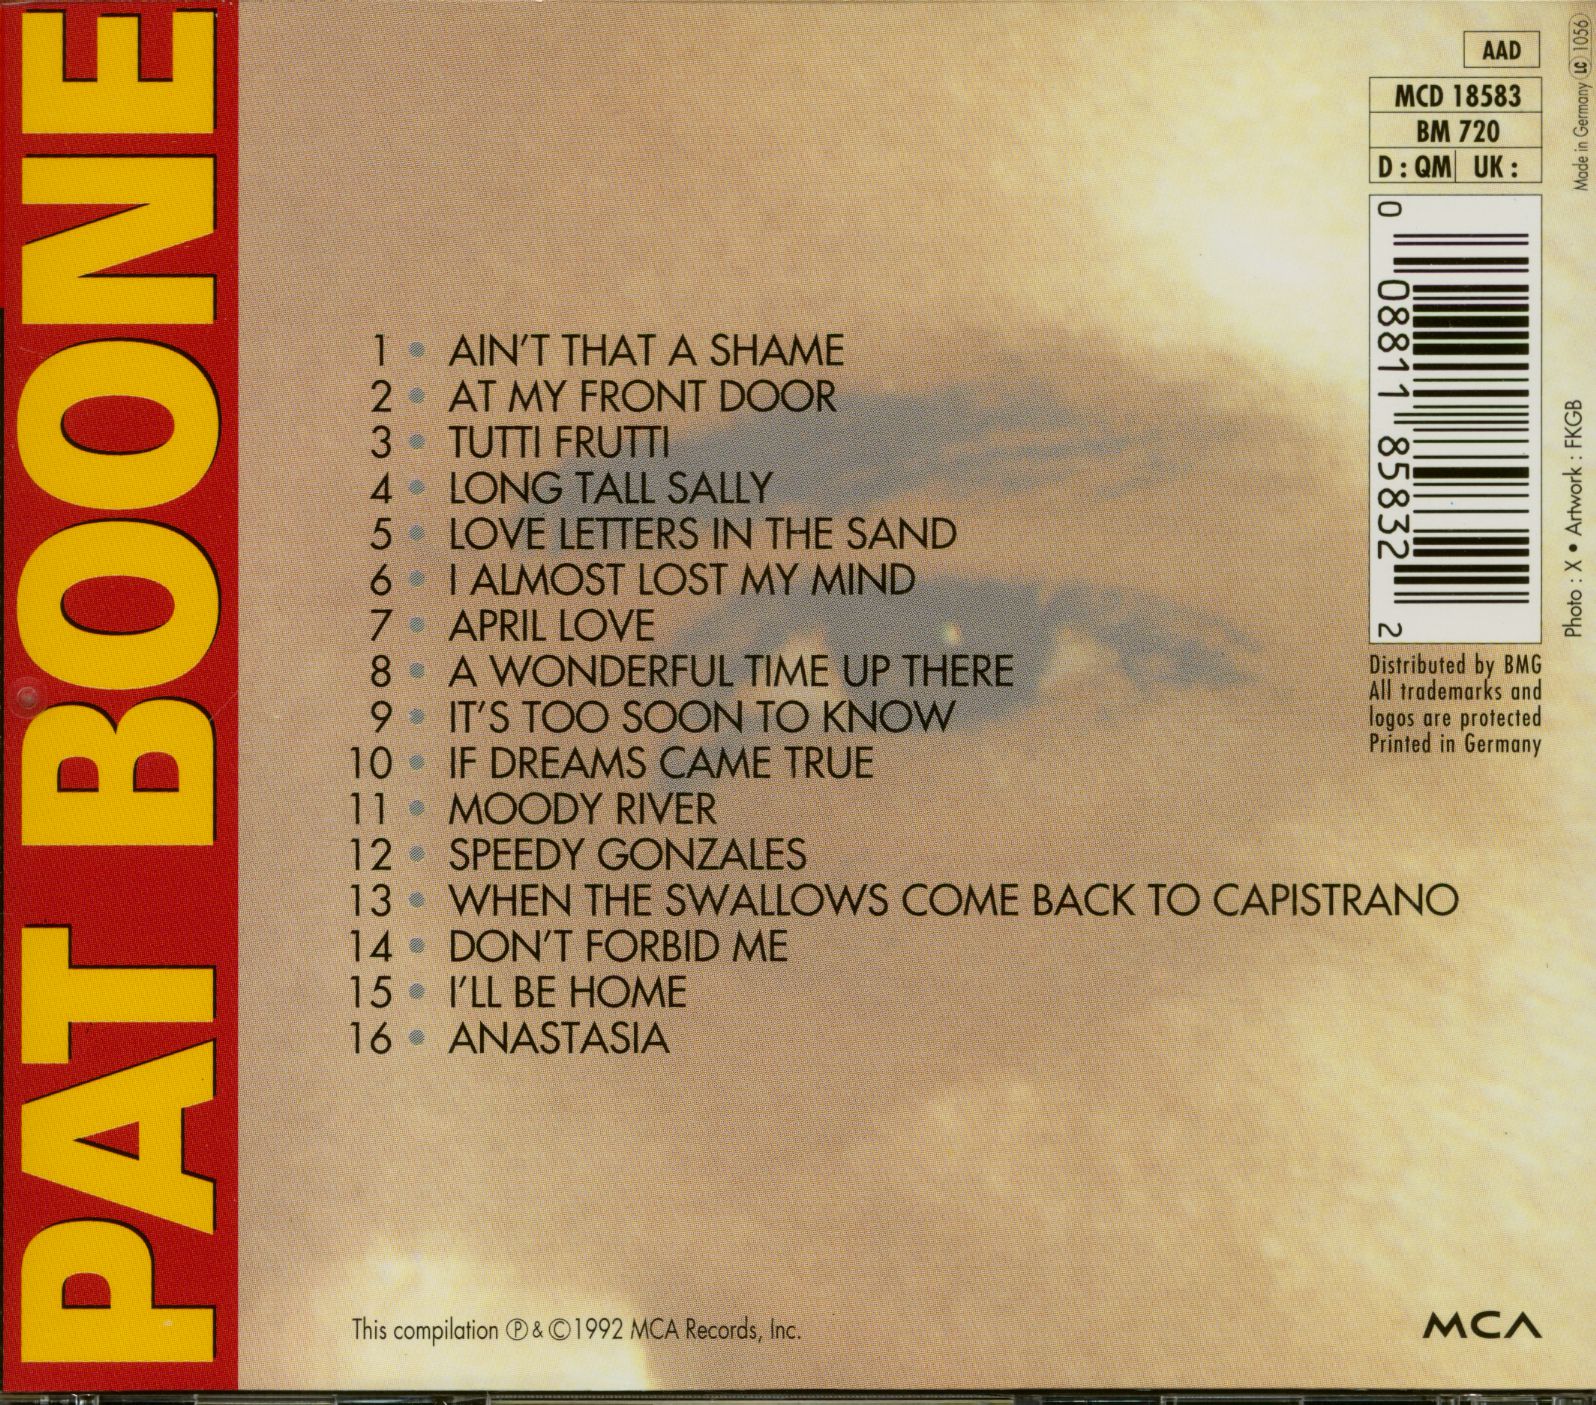 PAT BOONE
1 • AIN'T THAT A SHAME
2 • AT MY FRONT DOOR
3 • TUTTI FRUTTI
4 • LONG TALL SALLY
5 • LOVE LETTERS IN THE SAND
6 • I ALMOST LOST MY MIND
7 • APRIL LOVE
8 • A WONDERFUL TIME UP THERE
9 • IT'S TOO SOON TO KNOW
10 • IF DREAMS CAME TRUE
11 • MOODY RIVER
12 • SPEEDY GONZALES
13 • WHEN THE SWALLOWS COME BACK TO CAPISTRANO
14 • DON'T FORBID ME
15 • I'LL BE HOME
16 • ANASTASIA
This compilation ℗ & © 1992 MCA Records, Inc.
AAD
MCD 18583
BM 720
D : QM UK :
0 08811 85832 2
Distributed by BMG
All trademarks and
logos are protected
Printed in Germany
Made in Germany LC 1056
Photo : X • Artwork : FKGB
MCA